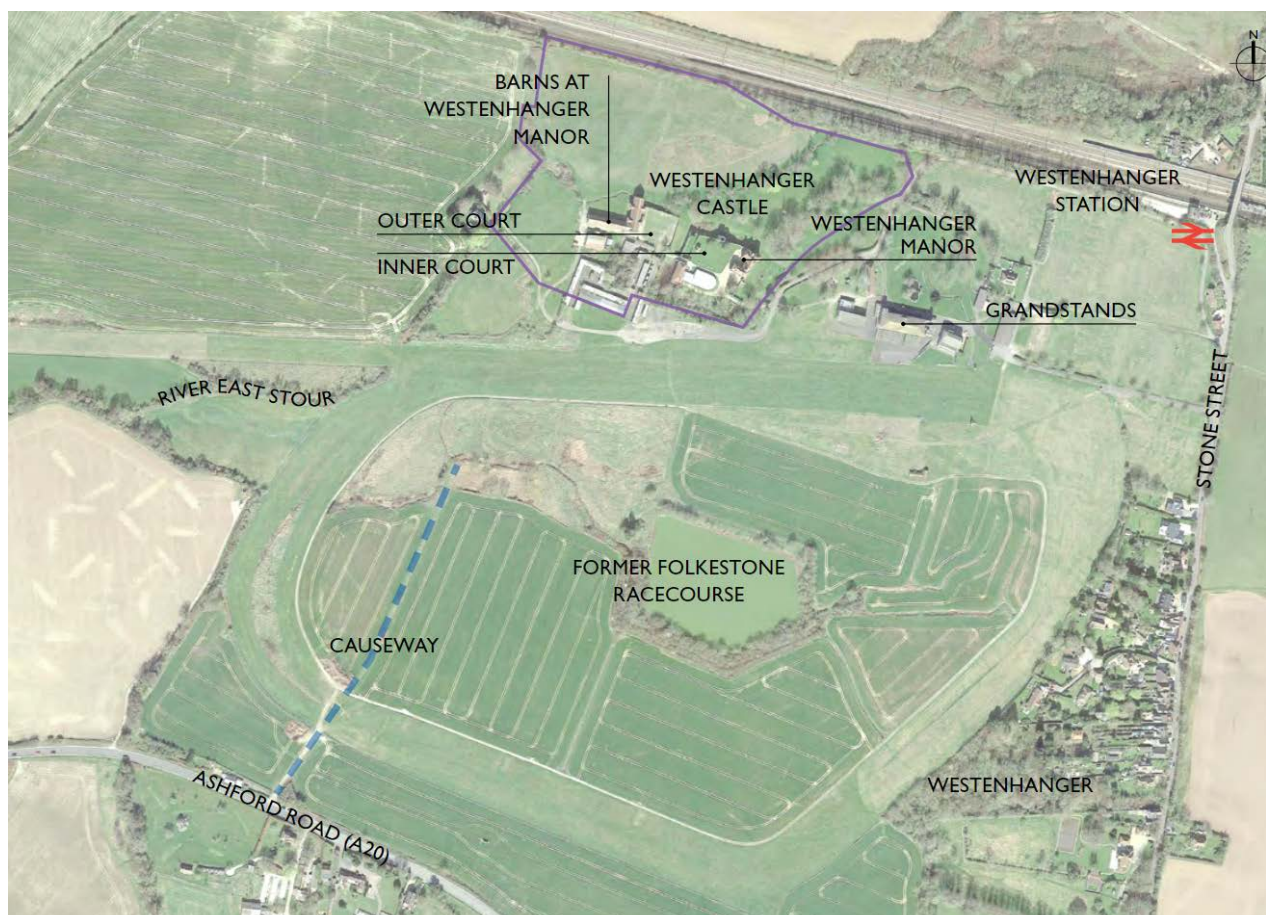 N
BARNS AT
WESTENHANGER
MANOR
WESTENHANGER
CASTLE
WESTENHANGER
STATION
OUTER COURT
WESTENHANGER
MANOR
INNER COURT
GRANDSTANDS
RIVER EAST STOUR
STONE STREET
FORMER FOLKESTONE
RACECOURSE
CAUSEWAY
WESTENHANGER
ASHFORD ROAD (A20)